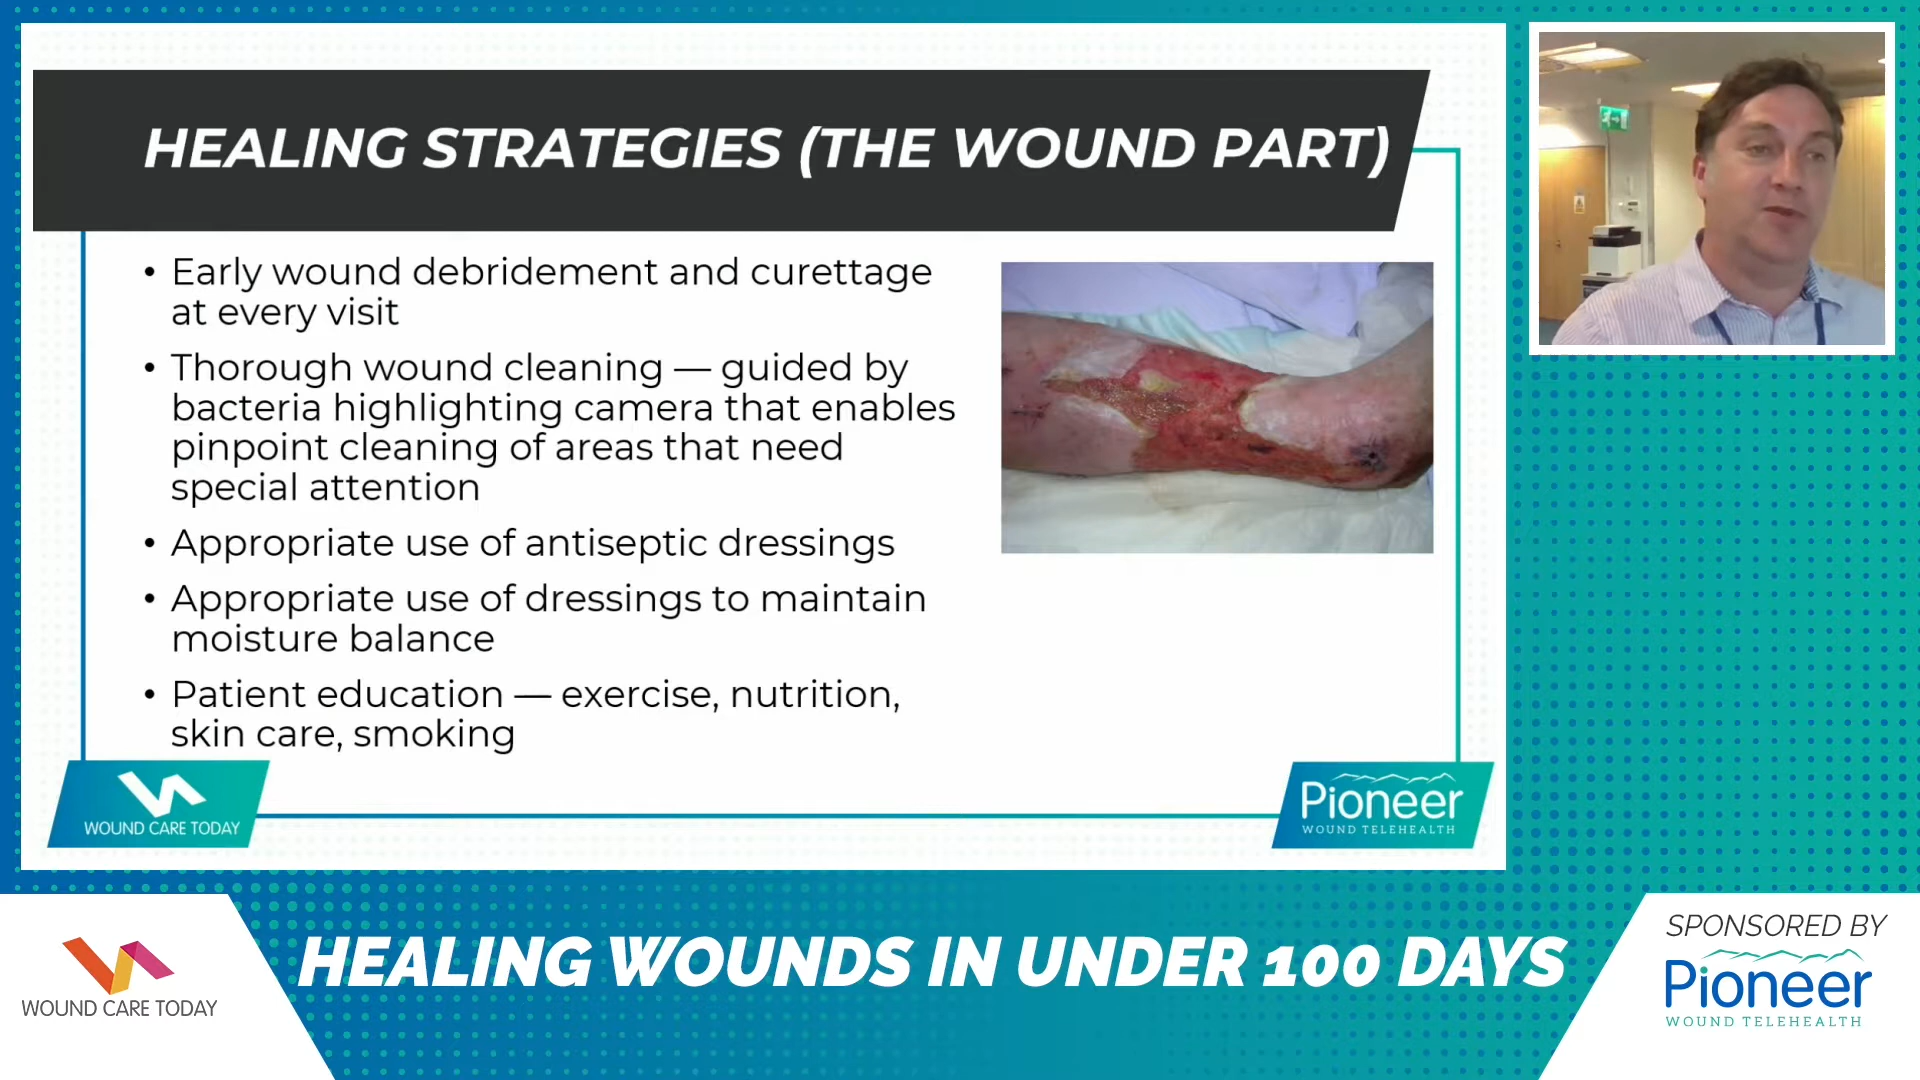 HEALING STRATEGIES (THE WOUND PART)
• Early wound debridement and curettage
at every visit
• Thorough wound cleaning — guided by
bacteria highlighting camera that enables
pinpoint cleaning of areas that need
special attention
• Appropriate use of antiseptic dressings
• Appropriate use of dressings to maintain
moisture balance
• Patient education — exercise, nutrition,
skin care, smoking
WOUND CARE TODAY
Pioneer
WOUND TELEHEALTH
WOUND CARE TODAY
HEALING WOUNDS IN UNDER 100 DAYS
SPONSORED BY
Pioneer
WOUND TELEHEALTH